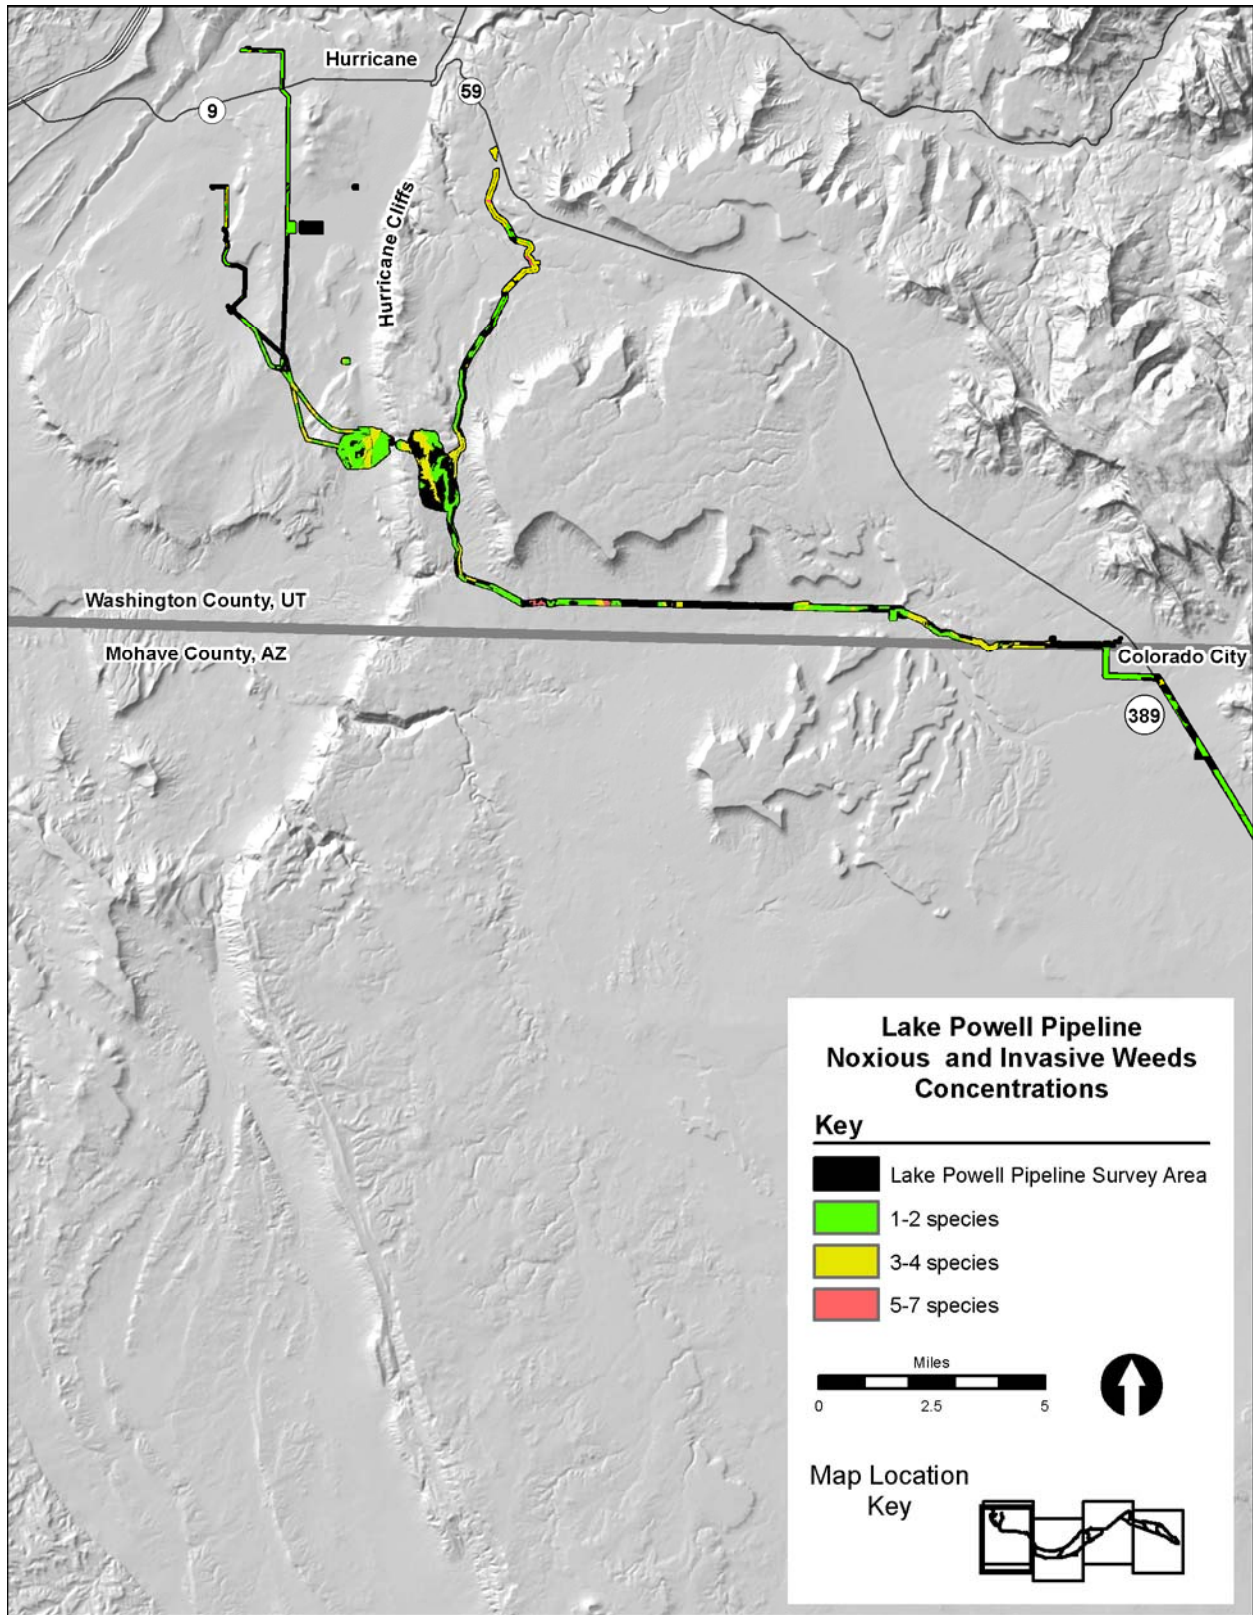 Hurricane
59
9
Hurricane Cliffs
Washington County, UT
Mohave County, AZ
Colorado City
389
Lake Powell Pipeline
Noxious and Invasive Weeds
Concentrations
Key
Lake Powell Pipeline Survey Area
1-2 species
3-4 species
5-7 species
Miles
0 2.5 5
Map Location
Key